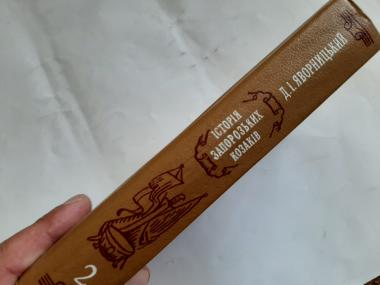 Д. І. ЯВОРНИЦЬКИЙ
ІСТОРІЯ
ЗАПОРОЗЬКИХ
КОЗАКІВ
2